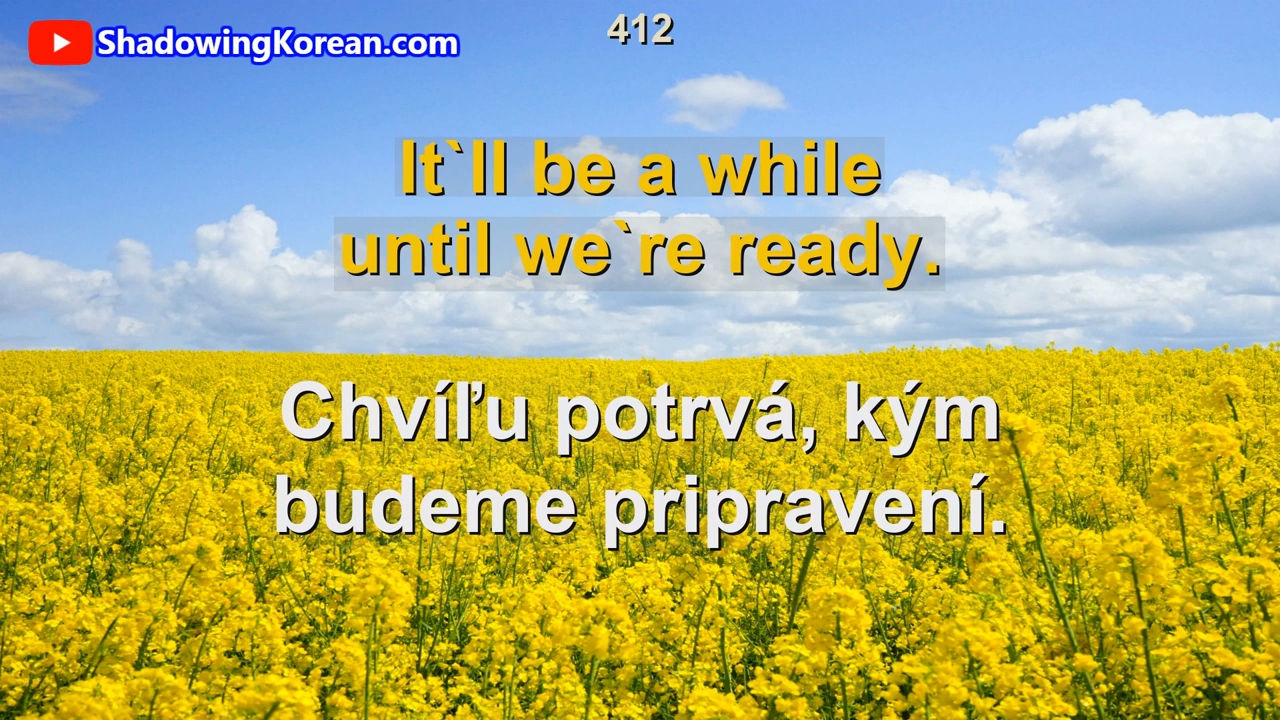 ShadowingKorean.com
412
It`ll be a while
until we`re ready.
Chvíľu potrvá, kým
budeme pripravení.